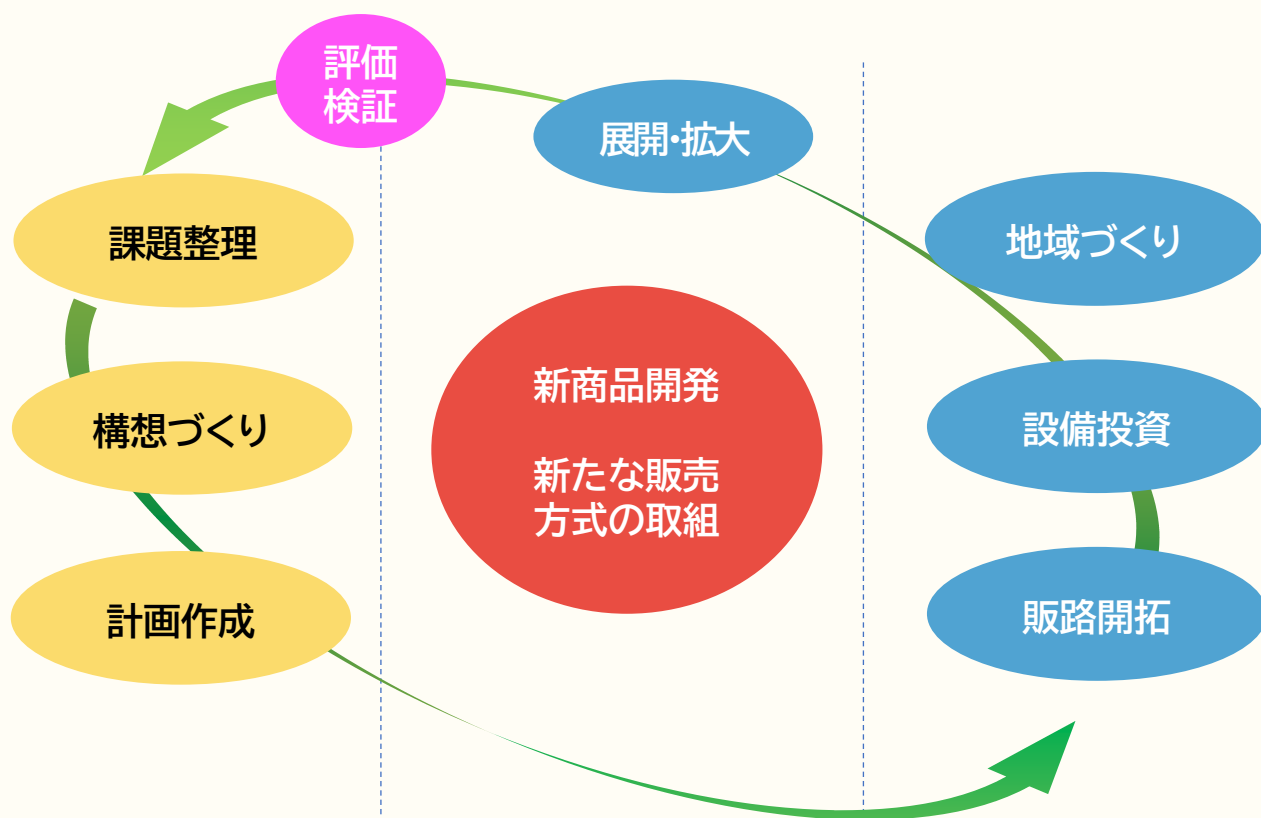 評価
検証
展開・拡大
課題整理
地域づくり
新商品開発
構想づくり
設備投資
新たな販売
方式の取組
計画作成
販路開拓